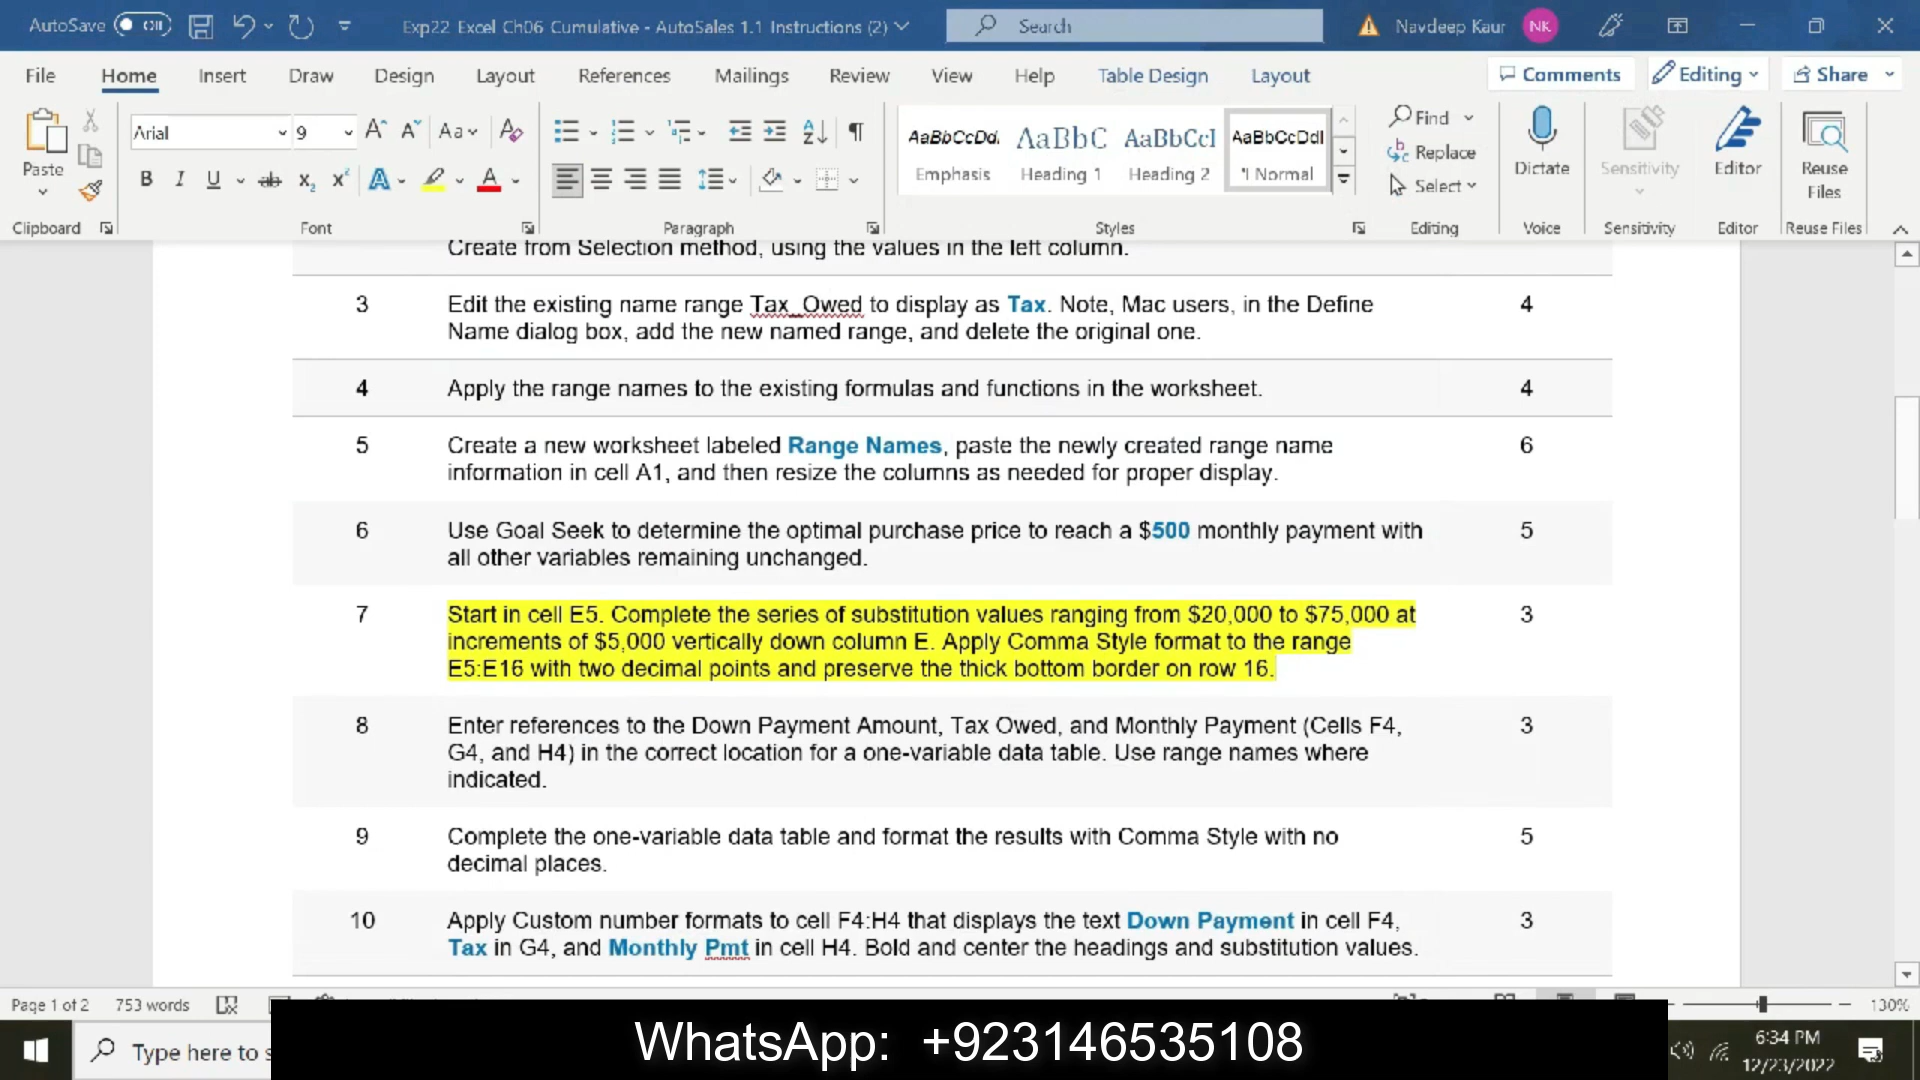 AutoSave Off Exp22 Excel Ch06 Cumulative - AutoSales 1.1 Instructions (2) Search Navdeep Kaur NK
File Home Insert Draw Design Layout References Mailings Review View Help Table Design Layout Comments Editing Share
Paste Arial 9 Aa AaBbCcDd. AaBbC AaBbCcI AaBbCcDdI Find Replace Select Dictate Sensitivity Editor Reuse Files
B I U ab x₂ x² A A Emphasis Heading 1 Heading 2 ¶ Normal
Clipboard Font Paragraph Styles Editing Voice Sensitivity Editor Reuse Files
Create from Selection method, using the values in the left column.
3 Edit the existing name range Tax_Owed to display as Tax. Note, Mac users, in the Define 4
Name dialog box, add the new named range, and delete the original one.
4 Apply the range names to the existing formulas and functions in the worksheet. 4
5 Create a new worksheet labeled Range Names, paste the newly created range name 6
information in cell A1, and then resize the columns as needed for proper display.
6 Use Goal Seek to determine the optimal purchase price to reach a $500 monthly payment with 5
all other variables remaining unchanged.
7 Start in cell E5. Complete the series of substitution values ranging from $20,000 to $75,000 at 3
increments of $5,000 vertically down column E. Apply Comma Style format to the range
E5:E16 with two decimal points and preserve the thick bottom border on row 16.
8 Enter references to the Down Payment Amount, Tax Owed, and Monthly Payment (Cells F4, 3
G4, and H4) in the correct location for a one-variable data table. Use range names where
indicated.
9 Complete the one-variable data table and format the results with Comma Style with no 5
decimal places.
10 Apply Custom number formats to cell F4:H4 that displays the text Down Payment in cell F4, 3
Tax in G4, and Monthly Pmt in cell H4. Bold and center the headings and substitution values.
Page 1 of 2 753 words 130%
Type here to s
WhatsApp: +923146535108
6:34 PM
12/23/2022